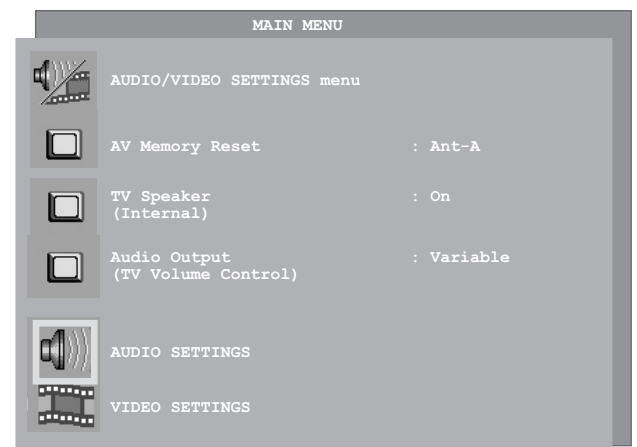 MAIN MENU
AUDIO/VIDEO SETTINGS menu
AV Memory Reset : Ant-A
TV Speaker : On
(Internal)
Audio Output : Variable
(TV Volume Control)
AUDIO SETTINGS
VIDEO SETTINGS